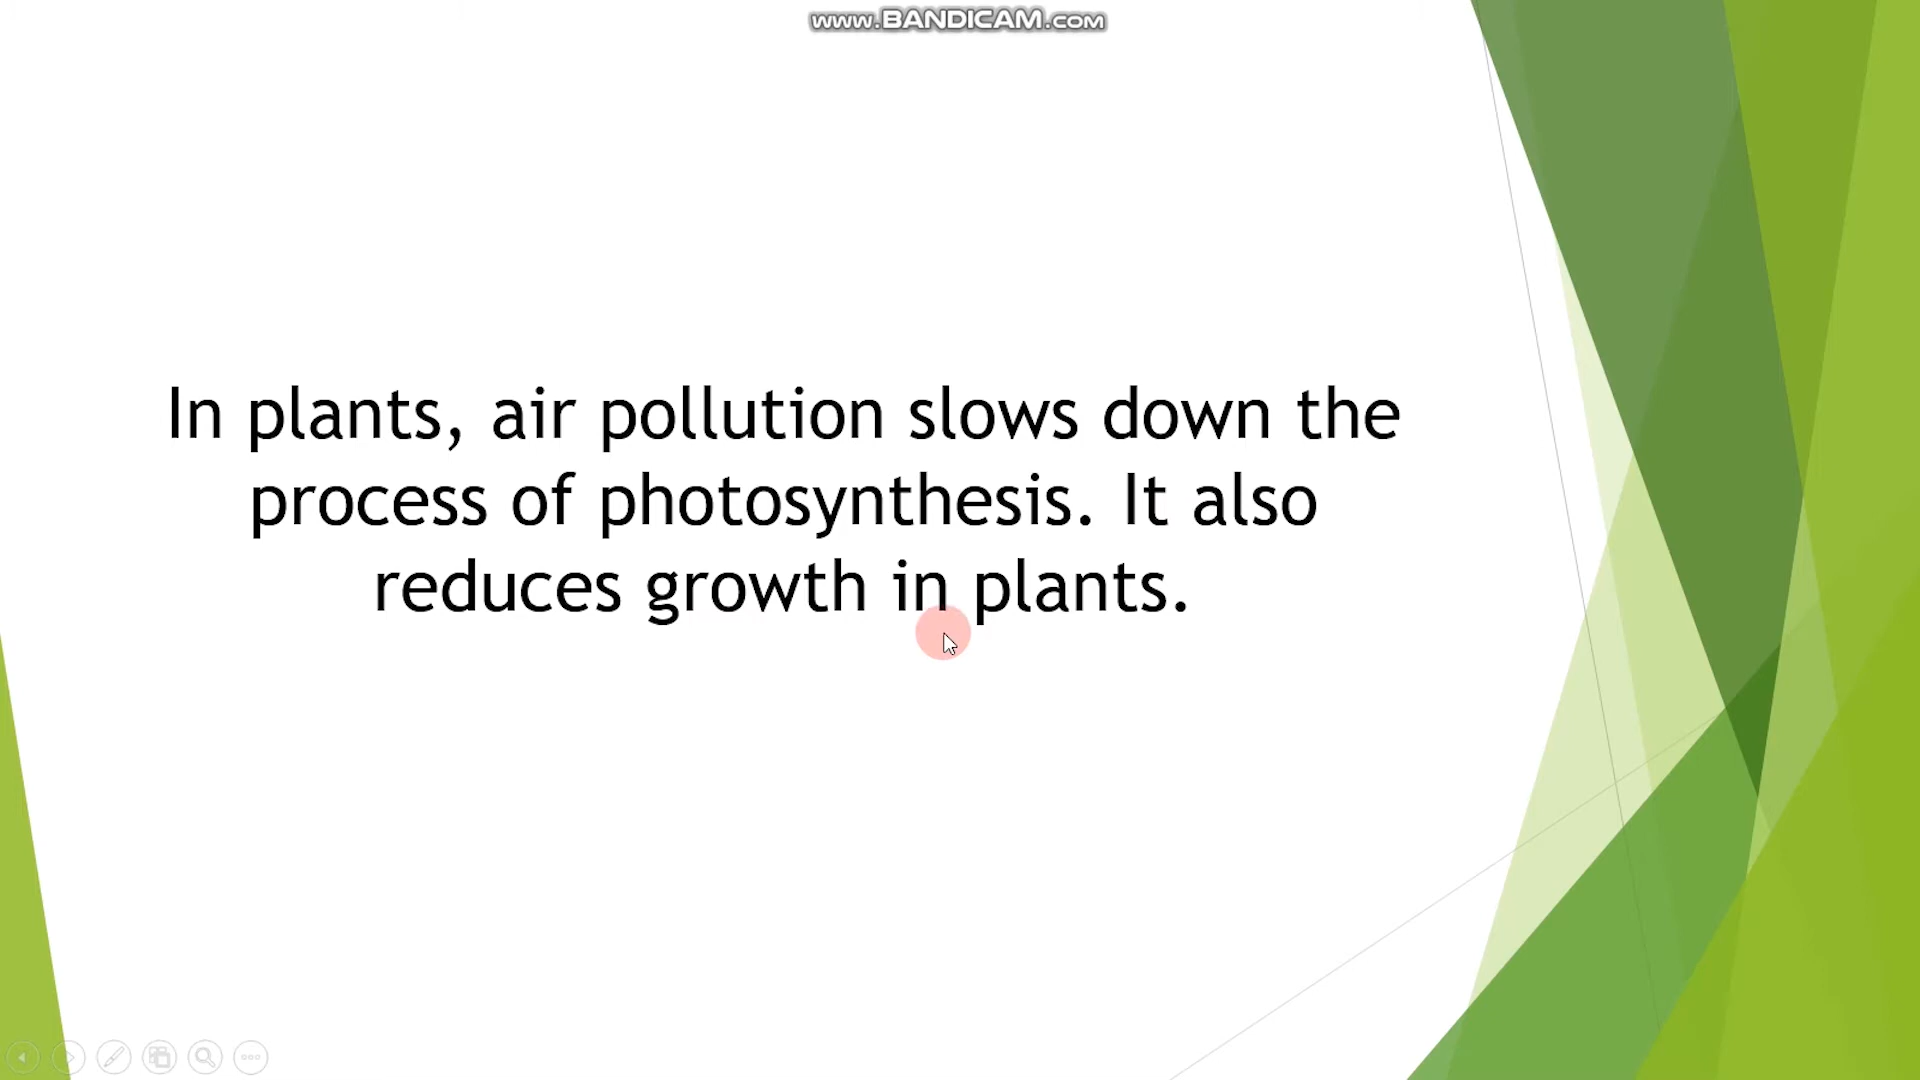 www.BANDICAM.com
In plants, air pollution slows down the
process of photosynthesis. It also
reduces growth in plants.